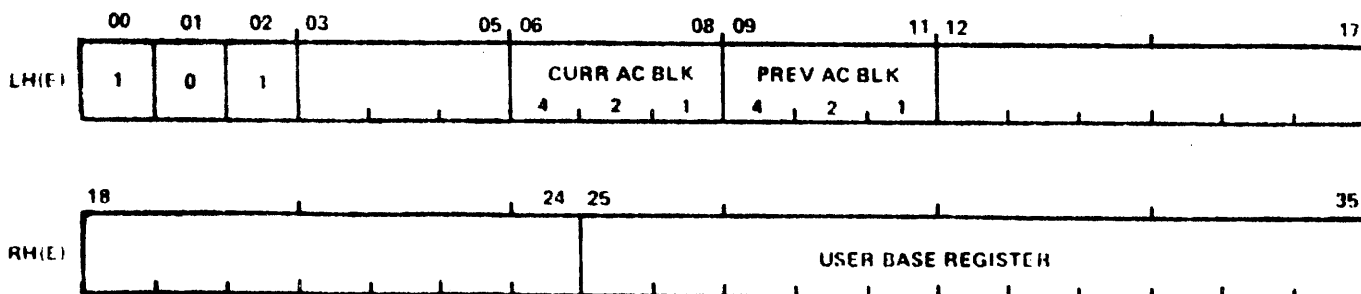 00 01 02 03 05 06 08 09 11 12 17
LH(E) 1 0 1 CURR AC BLK PREV AC BLK
4 2 1 4 2 1
18 24 25 35
RH(E) USER BASE REGISTER